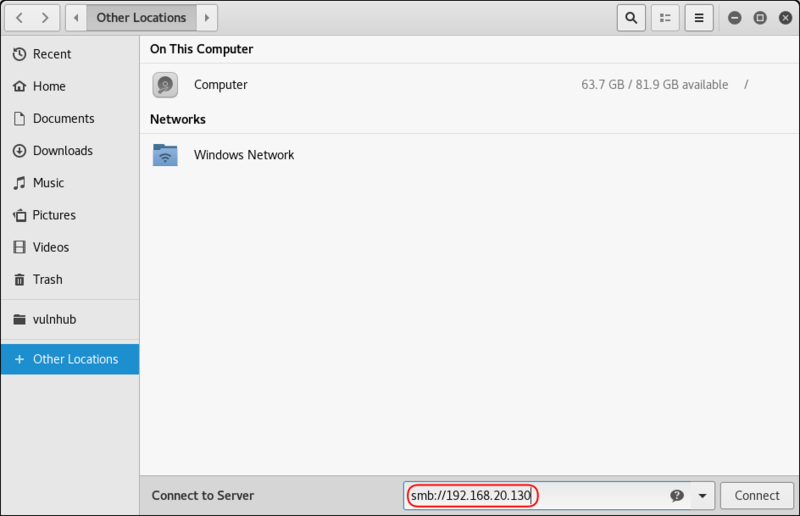 Other Locations
Recent
Home
Documents
Downloads
Music
Pictures
Videos
Trash
vulnhub
Other Locations
On This Computer
Computer 63.7 GB / 81.9 GB available /
Networks
Windows Network
Connect to Server smb://192.168.20.130 Connect